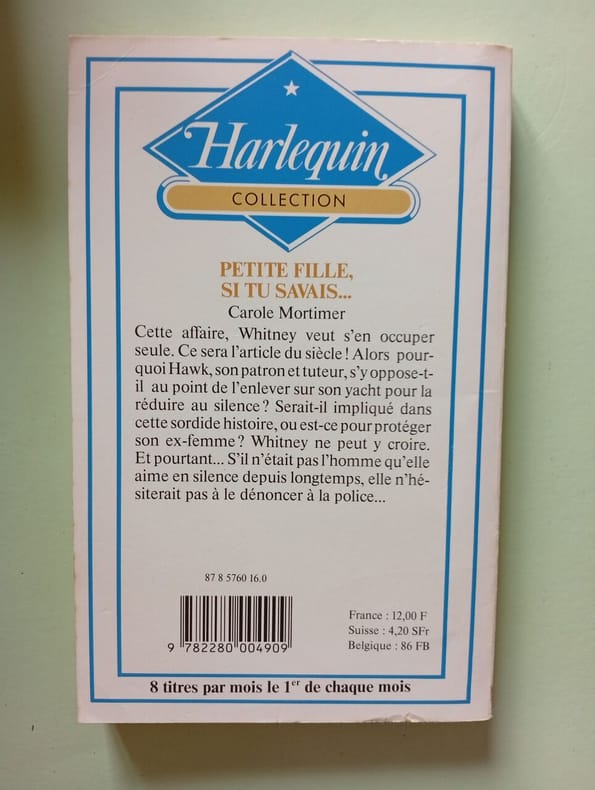 Harlequin
COLLECTION
PETITE FILLE,
SI TU SAVAIS...
Carole Mortimer
Cette affaire, Whitney veut s'en occuper
seule. Ce sera l'article du siècle ! Alors pour-
quoi Hawk, son patron et tuteur, s'y oppose-t-
il au point de l'enlever sur son yacht pour la
réduire au silence ? Serait-il impliqué dans
cette sordide histoire, ou est-ce pour protéger
son ex-femme ? Whitney ne peut y croire.
Et pourtant... S'il n'était pas l'homme qu'elle
aime en silence depuis longtemps, elle n'hé-
siterait pas à le dénoncer à la police...
87 8 5760 16.0
9 782280 004909
France : 12,00 F
Suisse : 4,20 SFr
Belgique : 86 FB
8 titres par mois le 1er de chaque mois